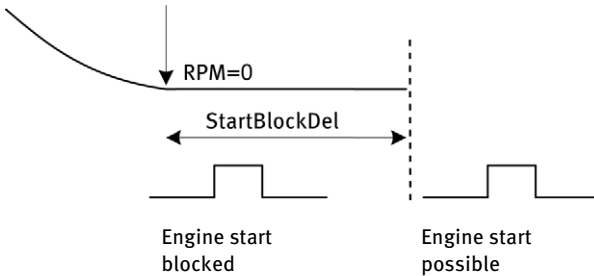 RPM=0
StartBlockDel
Engine start
blocked
Engine start
possible